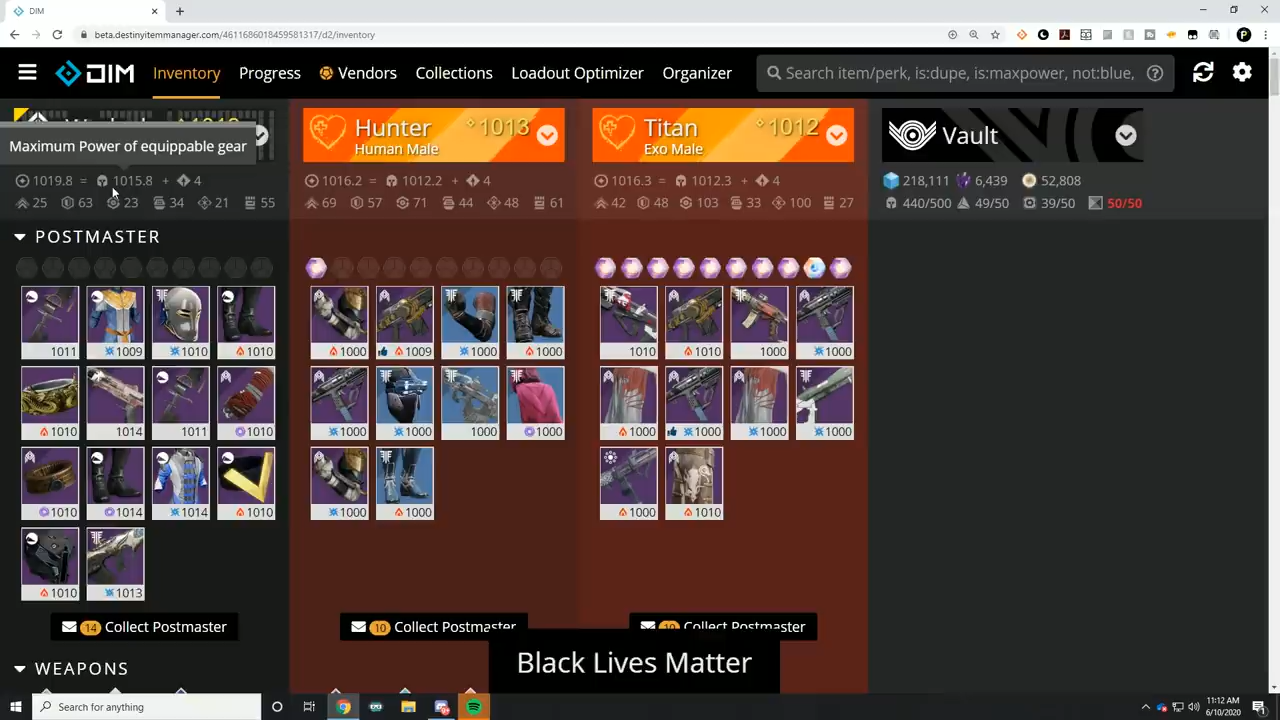 DIM
beta.destinyitemmanager.com/4611686018459581317/d2/inventory
DIM
Inventory
Progress
Vendors
Collections
Loadout Optimizer
Organizer
Search item/perk, is:dupe, is:maxpower, not:blue,
Maximum Power of equippable gear
1019.8 = 1015.8 + 4
25 63 23 34 21 55
Hunter 1013
Human Male
1016.2 = 1012.2 + 4
69 57 71 44 48 61
Titan 1012
Exo Male
1016.3 = 1012.3 + 4
42 48 103 33 100 27
Vault
218,111 6,439 52,808
440/500 49/50 39/50 50/50
POSTMASTER
1011 1009 1010 1010
1010 1014 1011 1010
1010 1014 1014 1010
1010 1013
14 Collect Postmaster
1000 1009 1000 1000
1000 1000 1000 1000
1000 1000
10 Collect Postmaster
1010 1010 1000 1000
1000 1000 1000 1000
1000 1010
10 Collect Postmaster
WEAPONS
Black Lives Matter
Search for anything
11:12 AM
6/10/2020